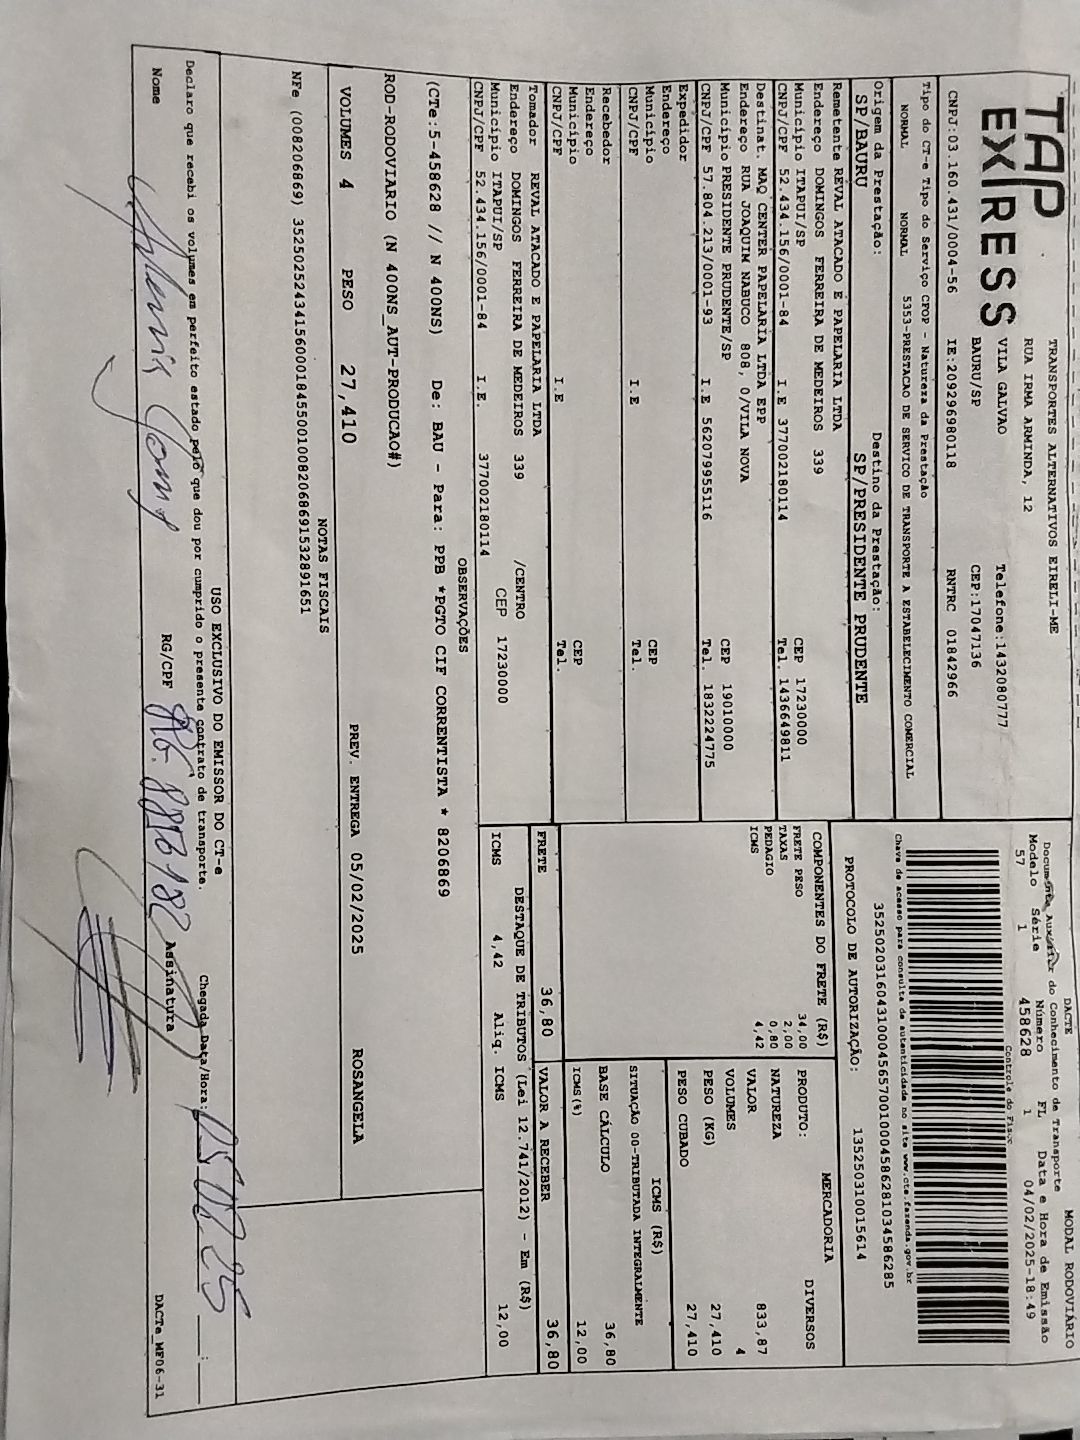 TAP
EXPRESS
TRANSPORTES ALTERNATIVOS EIRELI-ME
RUA IRMA ARMINDA, 12
VILA GALVAO Telefone:1432080777
BAURU/SP CEP:17047136
CNPJ:03.160.431/0004-56 IE:209296980118 RNTRC 01842966
DACTE MODAL RODOVIÁRIO
Documento Auxiliar do Conhecimento de Transporte
Modelo Série Número FL Data e Hora de Emissão
57 1 458628 1 04/02/2025-18:49
Controle do Fisco
Chave de acesso para consulta de autenticidade no site www.cte.fazenda.gov.br
35250203160431000456570010004586281034586285
PROTOCOLO DE AUTORIZAÇÃO: 135250310015614
Tipo do CT-e Tipo do Serviço CFOP - Natureza da Prestação
NORMAL NORMAL 5353-PRESTACAO DE SERVICO DE TRANSPORTE A ESTABELECIMENTO COMERCIAL
Origem da Prestação: Destino da Prestação:
SP/BAURU SP/PRESIDENTE PRUDENTE
Remetente REVAL ATACADO E PAPELARIA LTDA
Endereço DOMINGOS FERREIRA DE MEDEIROS 339
Município ITAPUI/SP CEP 17230000
CNPJ/CPF 52.434.156/0001-84 I.E 377002180114 Tel. 1436649811
Destinat. MAQ CENTER PAPELARIA LTDA EPP
Endereço RUA JOAQUIM NABUCO 808, 0/VILA NOVA
Município PRESIDENTE PRUDENTE/SP CEP 19010000
CNPJ/CPF 57.804.213/0001-93 I.E 562079955116 Tel. 1832224775
Expedidor
Endereço
Município CEP
CNPJ/CPF I.E Tel.
Recebedor
Endereço
Município CEP
CNPJ/CPF I.E Tel.
Tomador REVAL ATACADO E PAPELARIA LTDA
Endereço DOMINGOS FERREIRA DE MEDEIROS 339 /CENTRO
Município ITAPUI/SP CEP 17230000
CNPJ/CPF 52.434.156/0001-84 I.E. 377002180114
COMPONENTES DO FRETE (R$)
FRETE PESO 34,00
TAXAS 2,00
PEDAGIO 0,80
ICMS 4,42
MERCADORIA
PRODUTO: DIVERSOS
NATUREZA
VALOR 833,87
VOLUMES 4
PESO (KG) 27,410
PESO CUBADO 27,410
ICMS (R$)
SITUAÇÃO 00-TRIBUTADA INTEGRALMENTE
BASE CÁLCULO 36,80
ICMS(%) 12,00
FRETE 36,80 VALOR A RECEBER 36,80
DESTAQUE DE TRIBUTOS (Lei 12.741/2012) - Em (R$)
ICMS 4,42 Aliq. ICMS 12,00
OBSERVAÇÕES
(CTe:5-458628 // N 400NS) De: BAU - Para: PPB *PGTO CIF CORRENTISTA * 8206869
ROD-RODOVIARIO (N 400NS_AUT-PRODUCAO#)
VOLUMES 4 PESO 27,410 PREV. ENTREGA 05/02/2025 ROSANGELA
NOTAS FISCAIS
NFe (008206869) 35250252434156000184550010082068691532891651
USO EXCLUSIVO DO EMISSOR DO CT-e
Declaro que recebi os volumes em perfeito estado pelo que dou por cumprido o presente contrato de transporte. Chegada Data/Hora: 05.02.25 :
Nome RG/CPF Assinatura DACTe_MF06-31